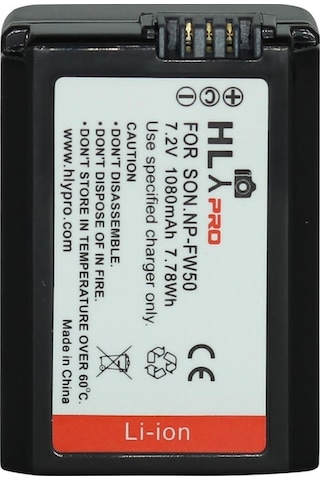 HLY PRO
FOR SON.NP-FW50
7.2V 1080mAh 7.78Wh
Use specified charger only.
CAUTION
•DON'T DISASSEMBLE.
•DON'T DISPOSE OF IN FIRE.
•DON'T STORE IN TEMPERATURE OVER 60°c.
www.hlypro.com
Made in China
CE
Li-ion
- C +